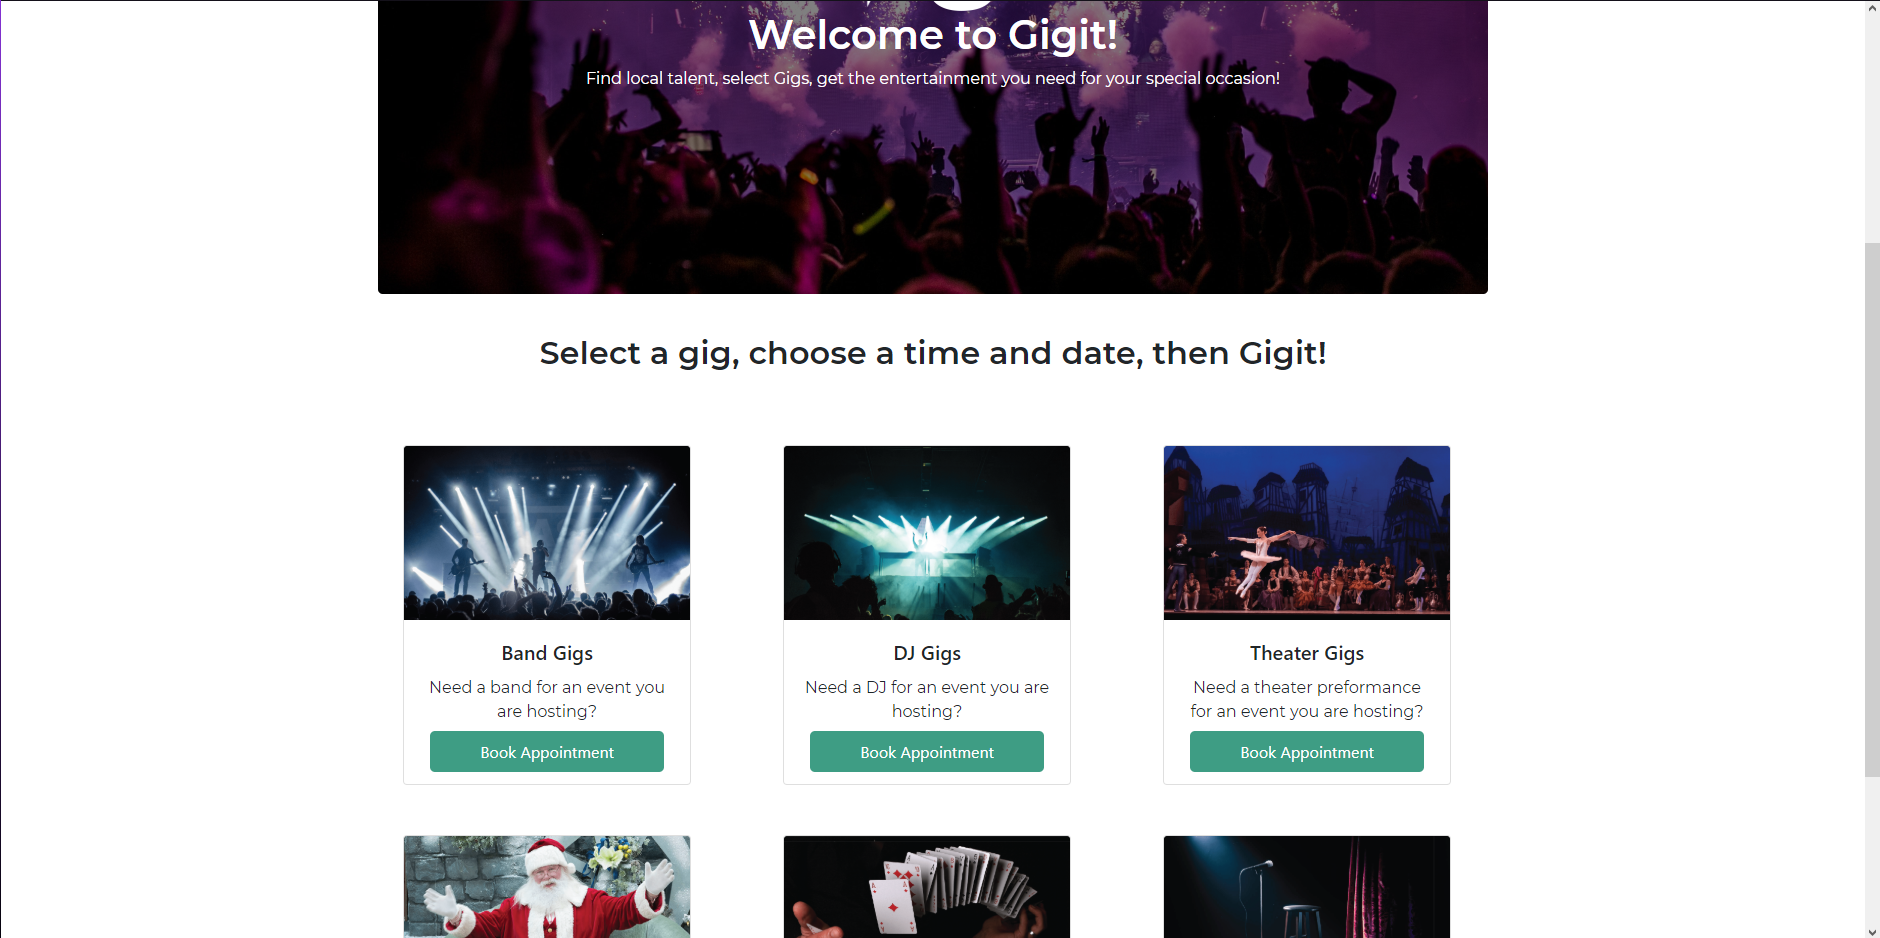 Welcome to Gigit!
Find local talent, select Gigs, get the entertainment you need for your special occasion!
Select a gig, choose a time and date, then Gigit!
Band Gigs
Need a band for an event you
are hosting?
Book Appointment
DJ Gigs
Need a DJ for an event you are
hosting?
Book Appointment
Theater Gigs
Need a theater preformance
for an event you are hosting?
Book Appointment